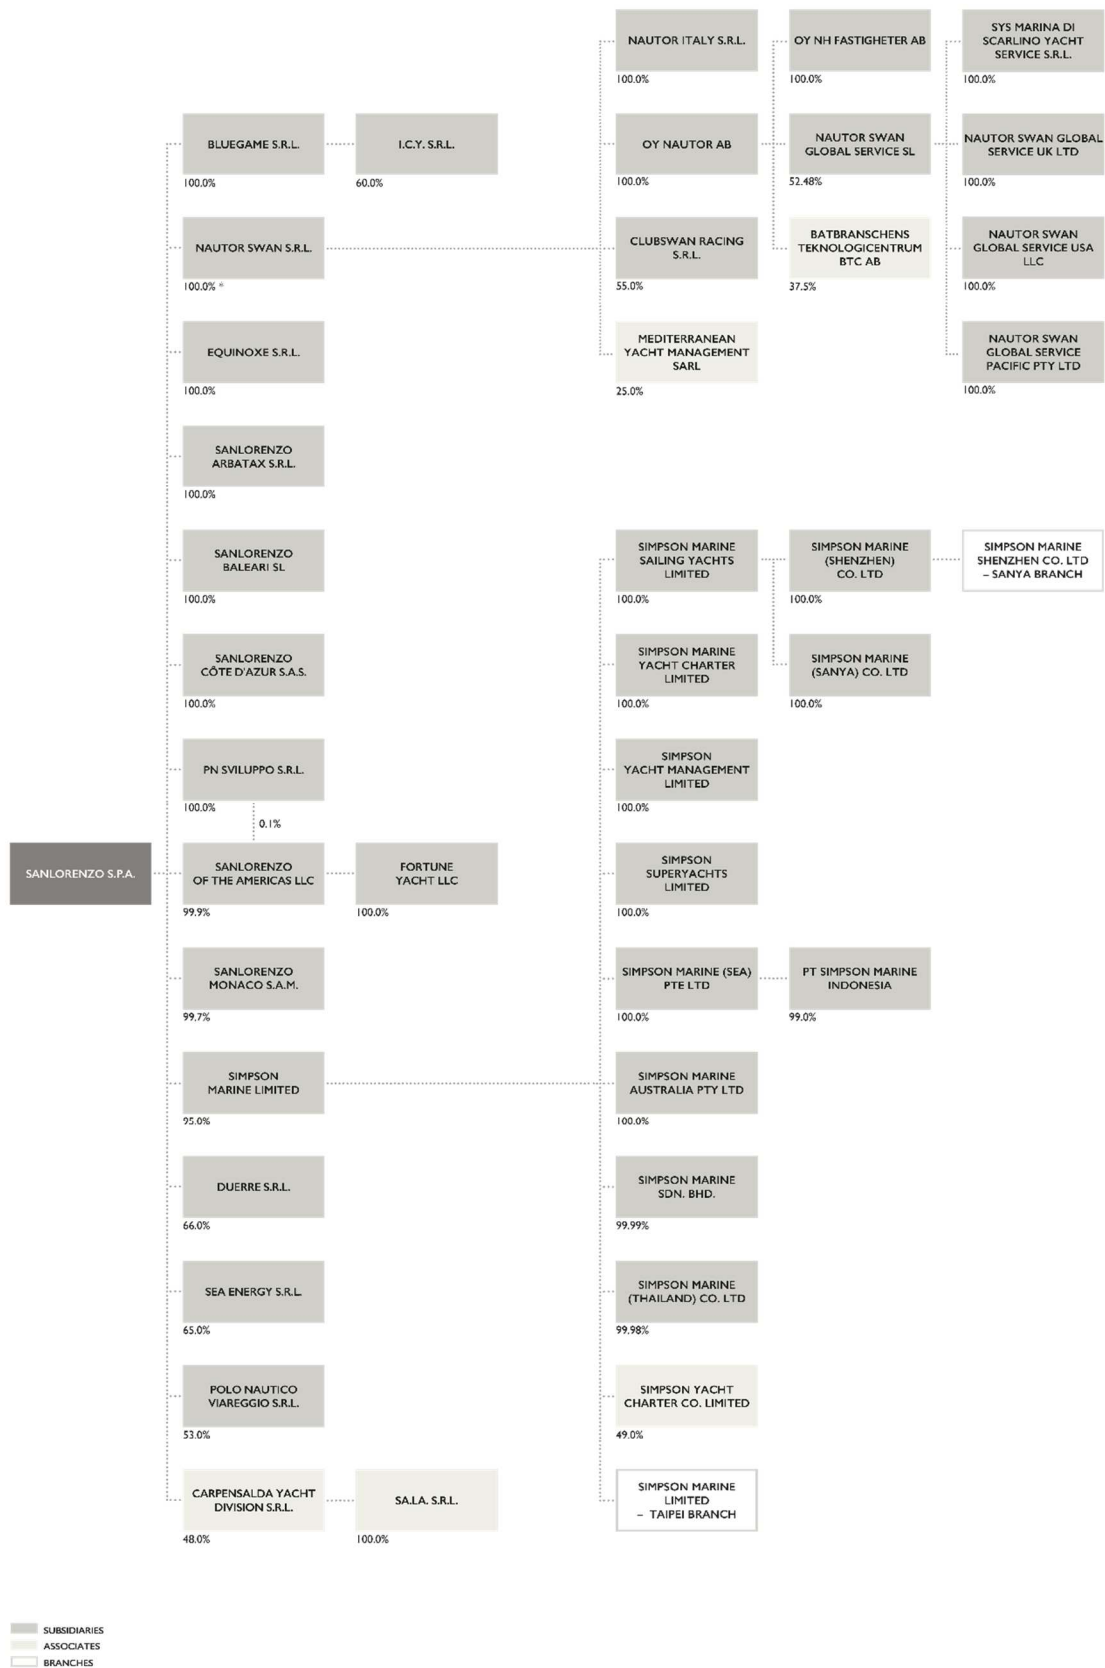 SANLORENZO S.P.A.
BLUEGAME S.R.L.
100.0%
I.C.Y. S.R.L.
60.0%
NAUTOR SWAN S.R.L.
100.0% *
EQUINOXE S.R.L.
100.0%
SANLORENZO
ARBATAX S.R.L.
100.0%
SANLORENZO
BALEARI SL
100.0%
SANLORENZO
CÔTE D'AZUR S.A.S.
100.0%
PN SVILUPPO S.R.L.
100.0%
0.1%
SANLORENZO
OF THE AMERICAS LLC
99.9%
FORTUNE
YACHT LLC
100.0%
SANLORENZO
MONACO S.A.M.
99.7%
SIMPSON
MARINE LIMITED
95.0%
DUERRE S.R.L.
66.0%
SEA ENERGY S.R.L.
65.0%
POLO NAUTICO
VIAREGGIO S.R.L.
53.0%
CARPENSALDA YACHT
DIVISION S.R.L.
48.0%
SA.LA. S.R.L.
100.0%
NAUTOR ITALY S.R.L.
100.0%
OY NAUTOR AB
100.0%
CLUBSWAN RACING
S.R.L.
55.0%
MEDITERRANEAN
YACHT MANAGEMENT
SARL
25.0%
OY NH FASTIGHETER AB
100.0%
NAUTOR SWAN
GLOBAL SERVICE SL
52.48%
BATBRANSCHENS
TEKNOLOGICENTRUM
BTC AB
37.5%
SYS MARINA DI
SCARLINO YACHT
SERVICE S.R.L.
100.0%
NAUTOR SWAN GLOBAL
SERVICE UK LTD
100.0%
NAUTOR SWAN
GLOBAL SERVICE USA
LLC
100.0%
NAUTOR SWAN
GLOBAL SERVICE
PACIFIC PTY LTD
100.0%
SIMPSON MARINE
SAILING YACHTS
LIMITED
100.0%
SIMPSON MARINE
(SHENZHEN)
CO. LTD
100.0%
SIMPSON MARINE
SHENZHEN CO. LTD
– SANYA BRANCH
SIMPSON MARINE
YACHT CHARTER
LIMITED
100.0%
SIMPSON MARINE
(SANYA) CO. LTD
100.0%
SIMPSON
YACHT MANAGEMENT
LIMITED
100.0%
SIMPSON
SUPERYACHTS
LIMITED
100.0%
SIMPSON MARINE (SEA)
PTE LTD
100.0%
PT SIMPSON MARINE
INDONESIA
99.0%
SIMPSON MARINE
AUSTRALIA PTY LTD
100.0%
SIMPSON MARINE
SDN. BHD.
99.99%
SIMPSON MARINE
(THAILAND) CO. LTD
99.98%
SIMPSON YACHT
CHARTER CO. LIMITED
49.0%
SIMPSON MARINE
LIMITED
– TAIPEI BRANCH
SUBSIDIARIES
ASSOCIATES
BRANCHES